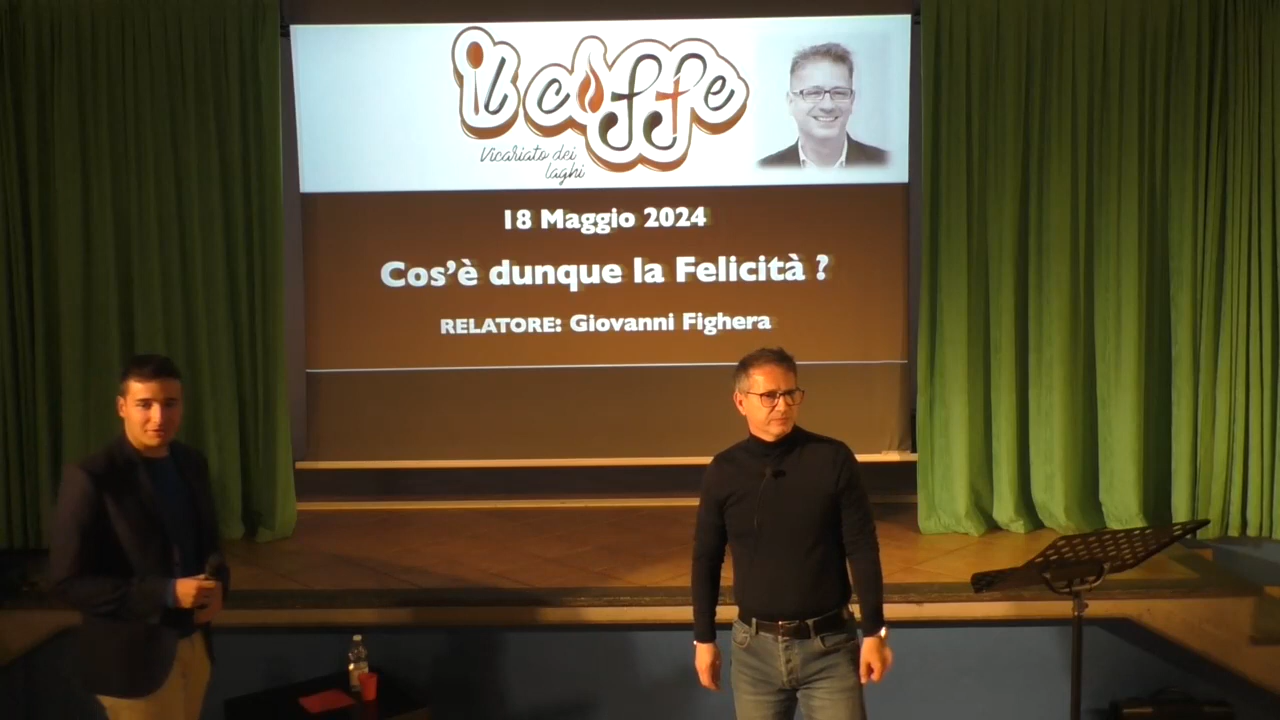 il caffe
Vicariato dei
laghi
18 Maggio 2024
Cos'è dunque la Felicità ?
RELATORE: Giovanni Fighera